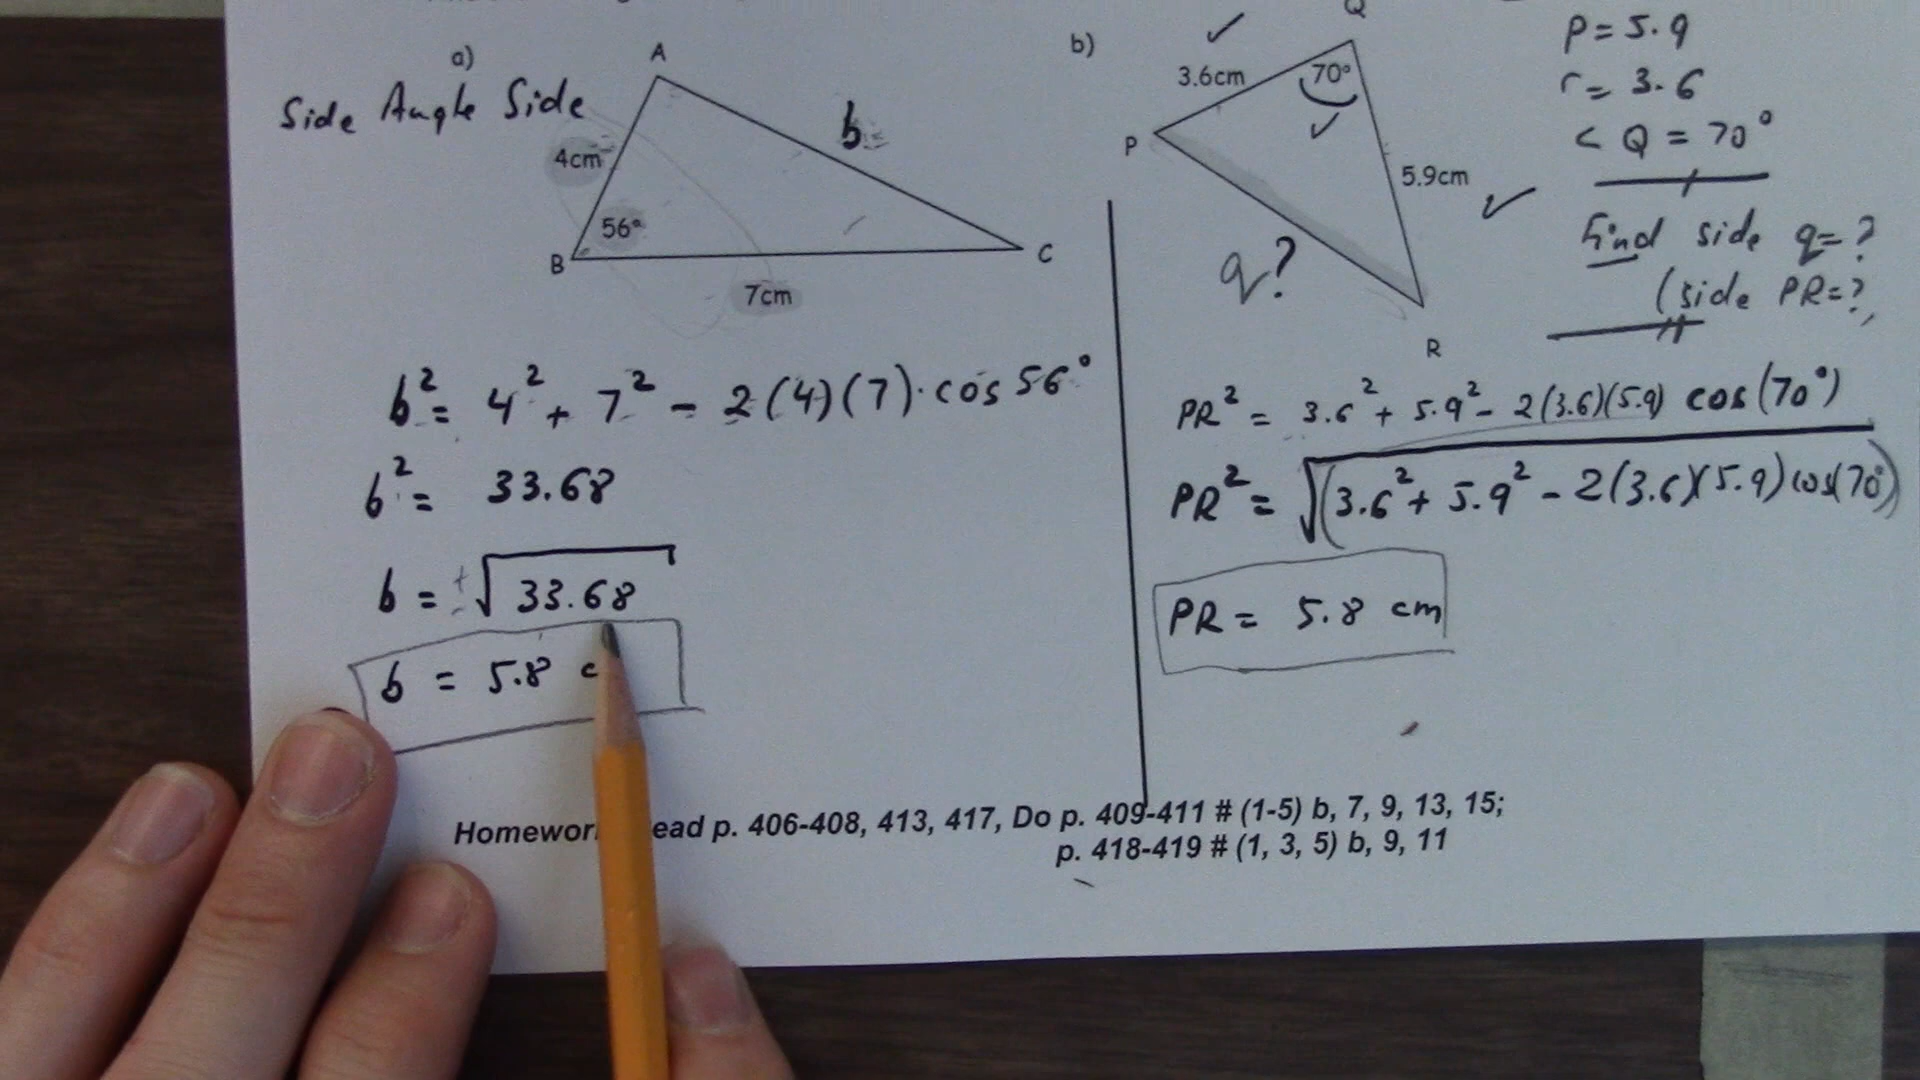 a)
Side Angle Side
A
b
4cm
56°
B
C
7cm
b² = 4² + 7² - 2(4)(7)·cos 56°
b² = 33.68
b = ±√33.68
b = 5.8 c
b)
Q
3.6cm
70°
P
5.9cm
q?
R
p = 5.9
r = 3.6
< Q = 70°
Find side q = ?
(side PR = ?
PR² = 3.6² + 5.9² - 2(3.6)(5.9) cos(70°)
PR² = √(3.6² + 5.9² - 2(3.6)(5.9) cos(70°)
PR = 5.8 cm
Homewor ead p. 406-408, 413, 417, Do p. 409-411 # (1-5) b, 7, 9, 13, 15;
p. 418-419 # (1, 3, 5) b, 9, 11